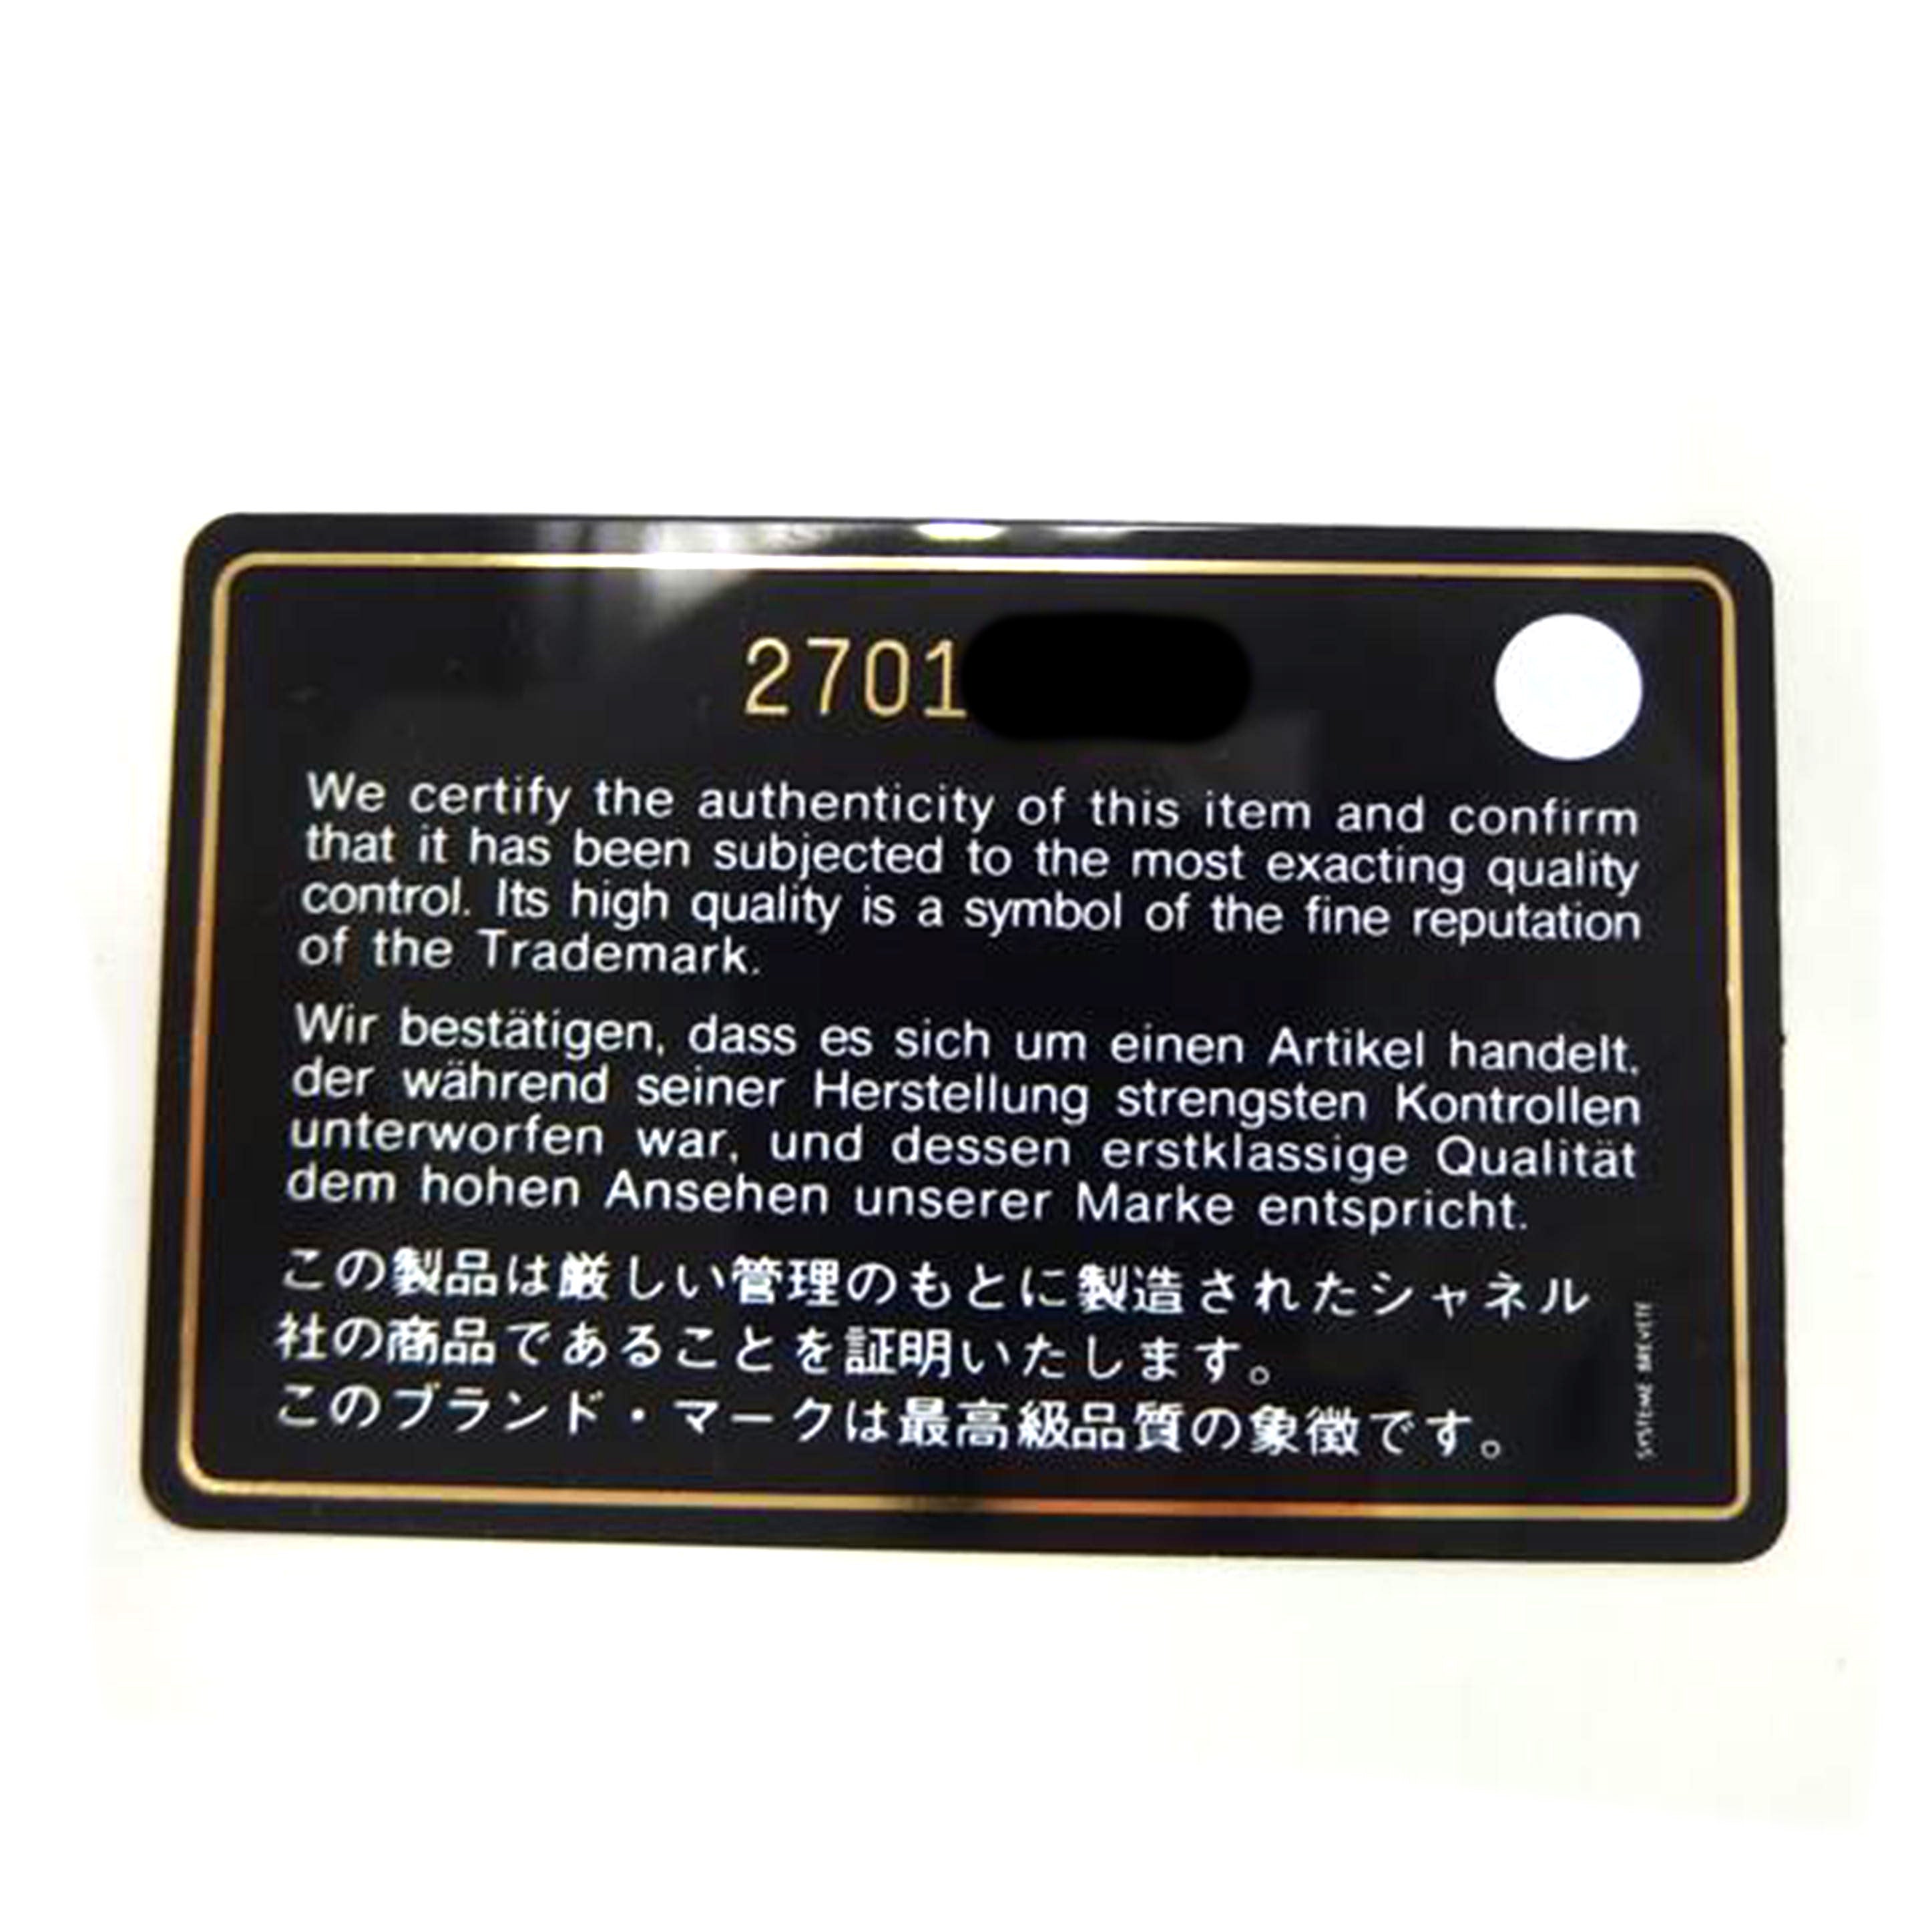 2701
We certify the authenticity of this item and confirm
that it has been subjected to the most exacting quality
control. Its high quality is a symbol of the fine reputation
of the Trademark.
Wir bestätigen, dass es sich um einen Artikel handelt,
der während seiner Herstellung strengsten Kontrollen
unterworfen war, und dessen erstklassige Qualität
dem hohen Ansehen unserer Marke entspricht.
この製品は厳しい管理のもとに製造されたシャネル
社の商品であることを証明いたします。
このブランド・マークは最高級品質の象徴です。
SYSTEME BREVETE